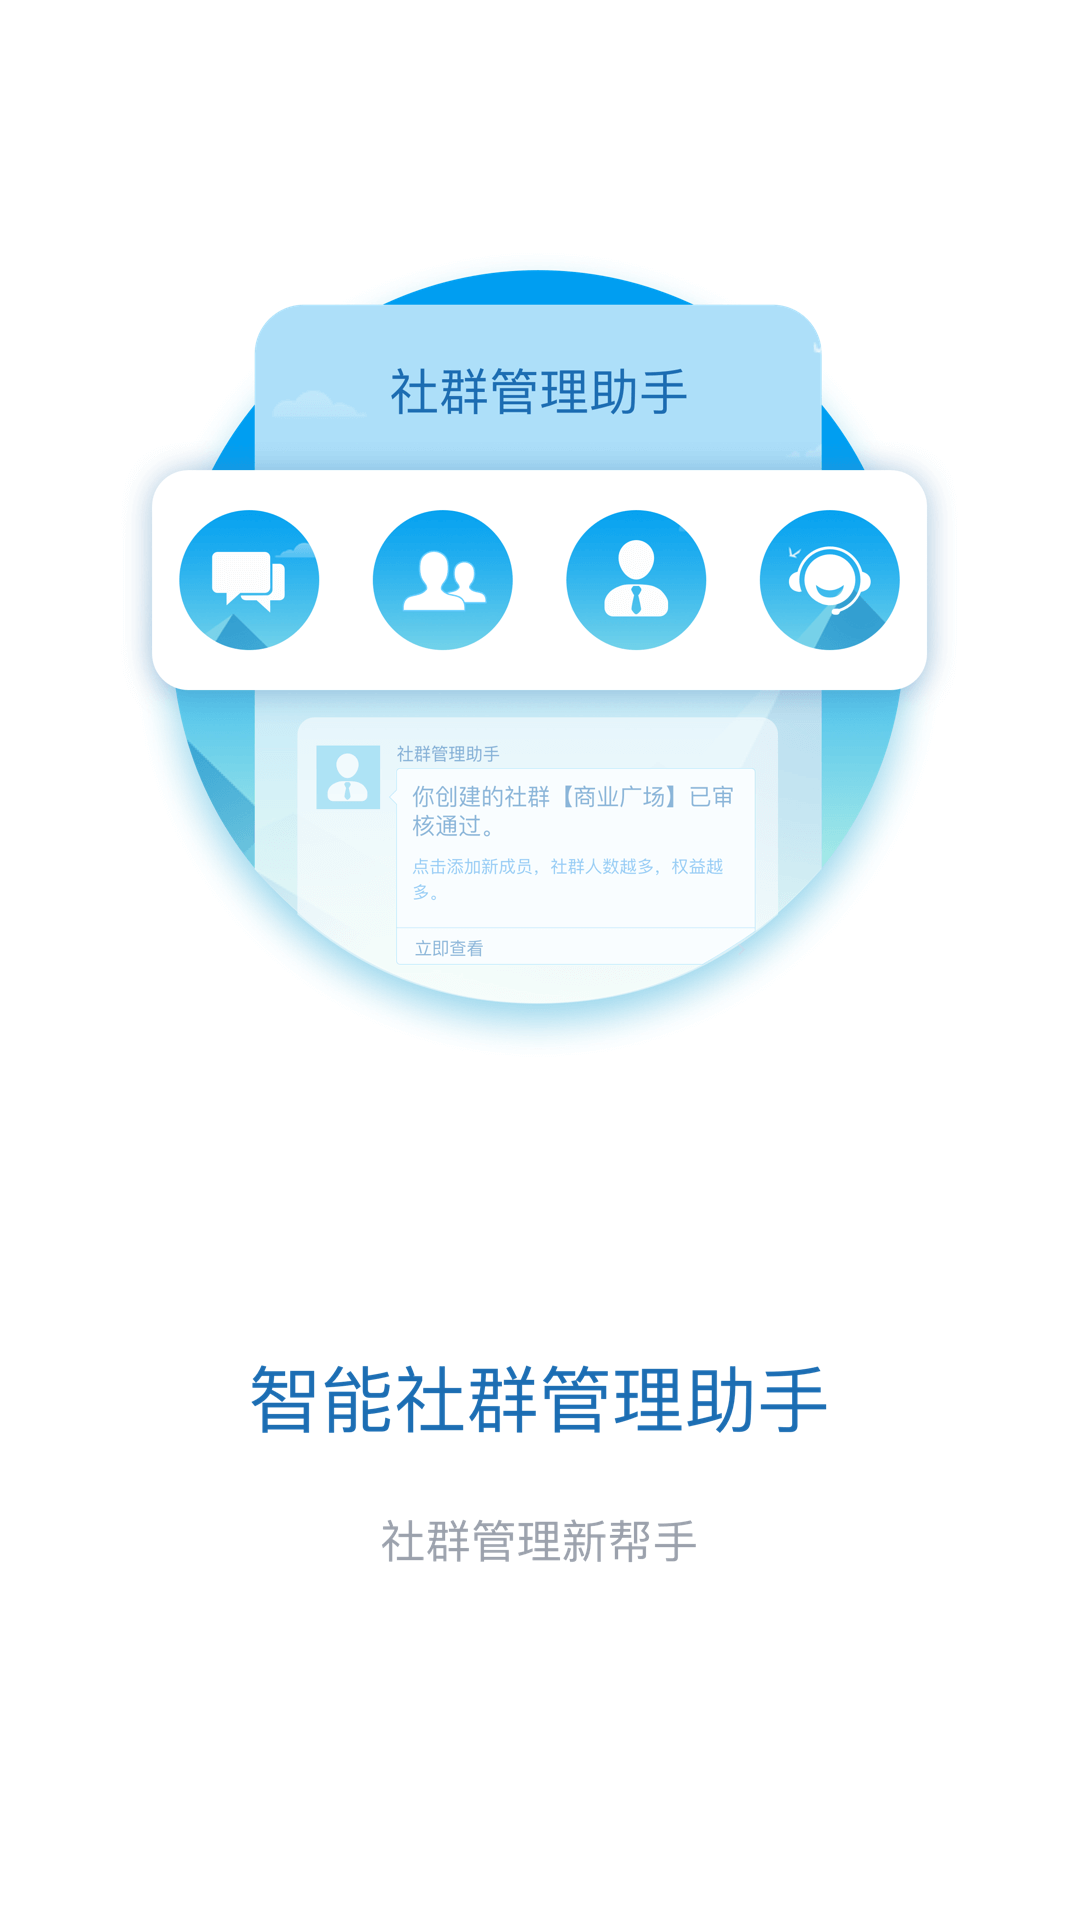 社群管理助手
社群管理助手
你创建的社群【商业广场】已审
核通过。
点击添加新成员，社群人数越多，权益越
多。
立即查看
智能社群管理助手
社群管理新帮手